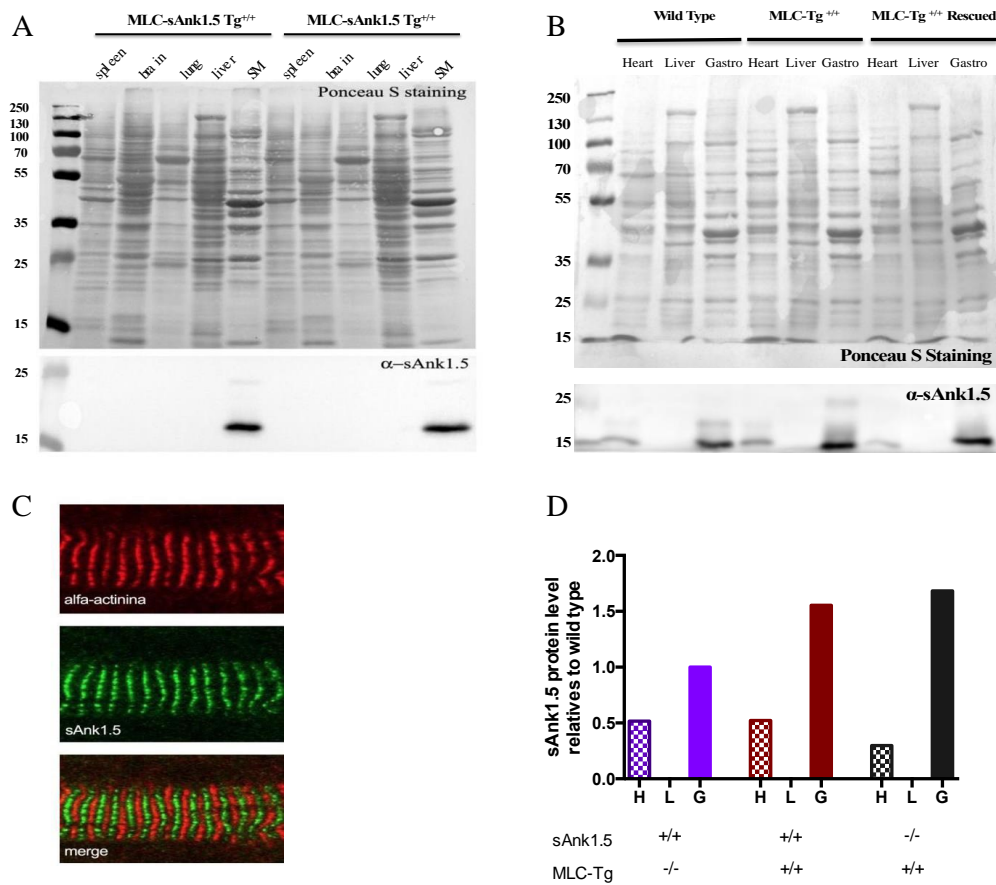 A
MLC-sAnk1.5 Tg+/+ MLC-sAnk1.5 Tg+/+
spleen brain lung liver SM spleen brain lung liver SM
Ponceau S staining
250
130
100
70
55
35
25
15
α–sAnk1.5
25
15
B
Wild Type MLC-Tg +/+ MLC-Tg +/+ Rescued
Heart Liver Gastro Heart Liver Gastro Heart Liver Gastro
250
130
100
70
55
35
25
15
Ponceau S Staining
α-sAnk1.5
25
15
C
alfa-actinina
sAnk1.5
merge
D
sAnk1.5 protein level
relatives to wild type
2.0
1.5
1.0
0.5
0.0
H L G H L G H L G
sAnk1.5 +/+ +/+ -/-
MLC-Tg -/- +/+ +/+